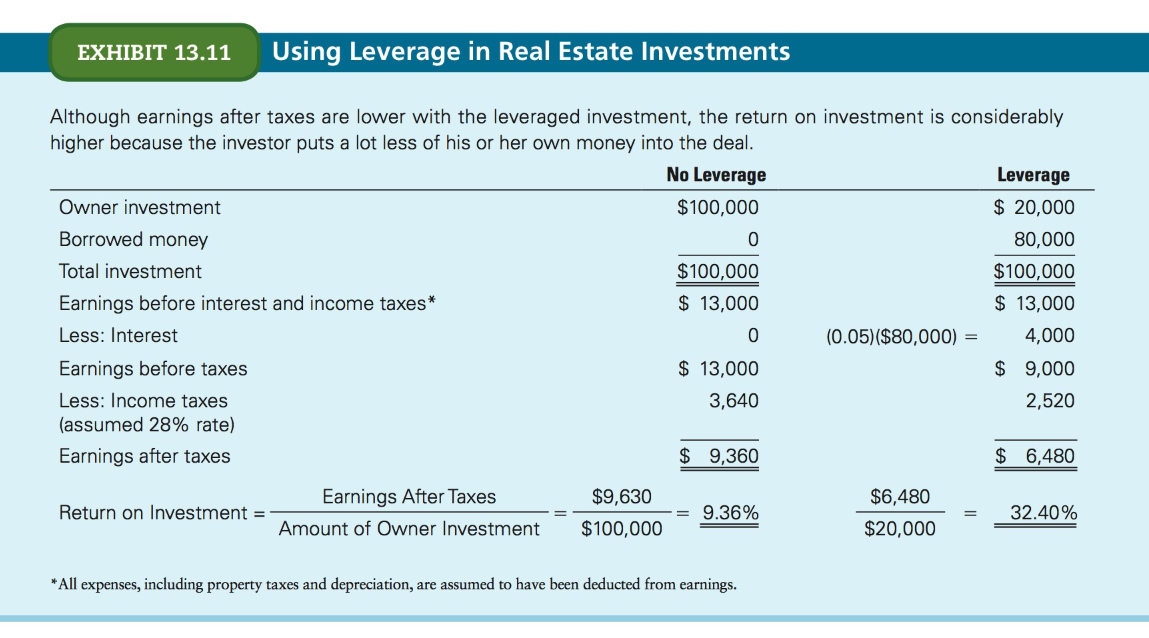 EXHIBIT 13.11 Using Leverage in Real Estate Investments
Although earnings after taxes are lower with the leveraged investment, the return on investment is considerably
higher because the investor puts a lot less of his or her own money into the deal.
No Leverage Leverage
Owner investment $100,000 $ 20,000
Borrowed money 0 80,000
Total investment $100,000 $100,000
Earnings before interest and income taxes* $ 13,000 $ 13,000
Less: Interest 0 (0.05)($80,000) = 4,000
Earnings before taxes $ 13,000 $ 9,000
Less: Income taxes 3,640 2,520
(assumed 28% rate)
Earnings after taxes $ 9,360 $ 6,480
Earnings After Taxes $9,630 $6,480
Return on Investment = = = 9.36% = 32.40%
Amount of Owner Investment $100,000 $20,000
*All expenses, including property taxes and depreciation, are assumed to have been deducted from earnings.